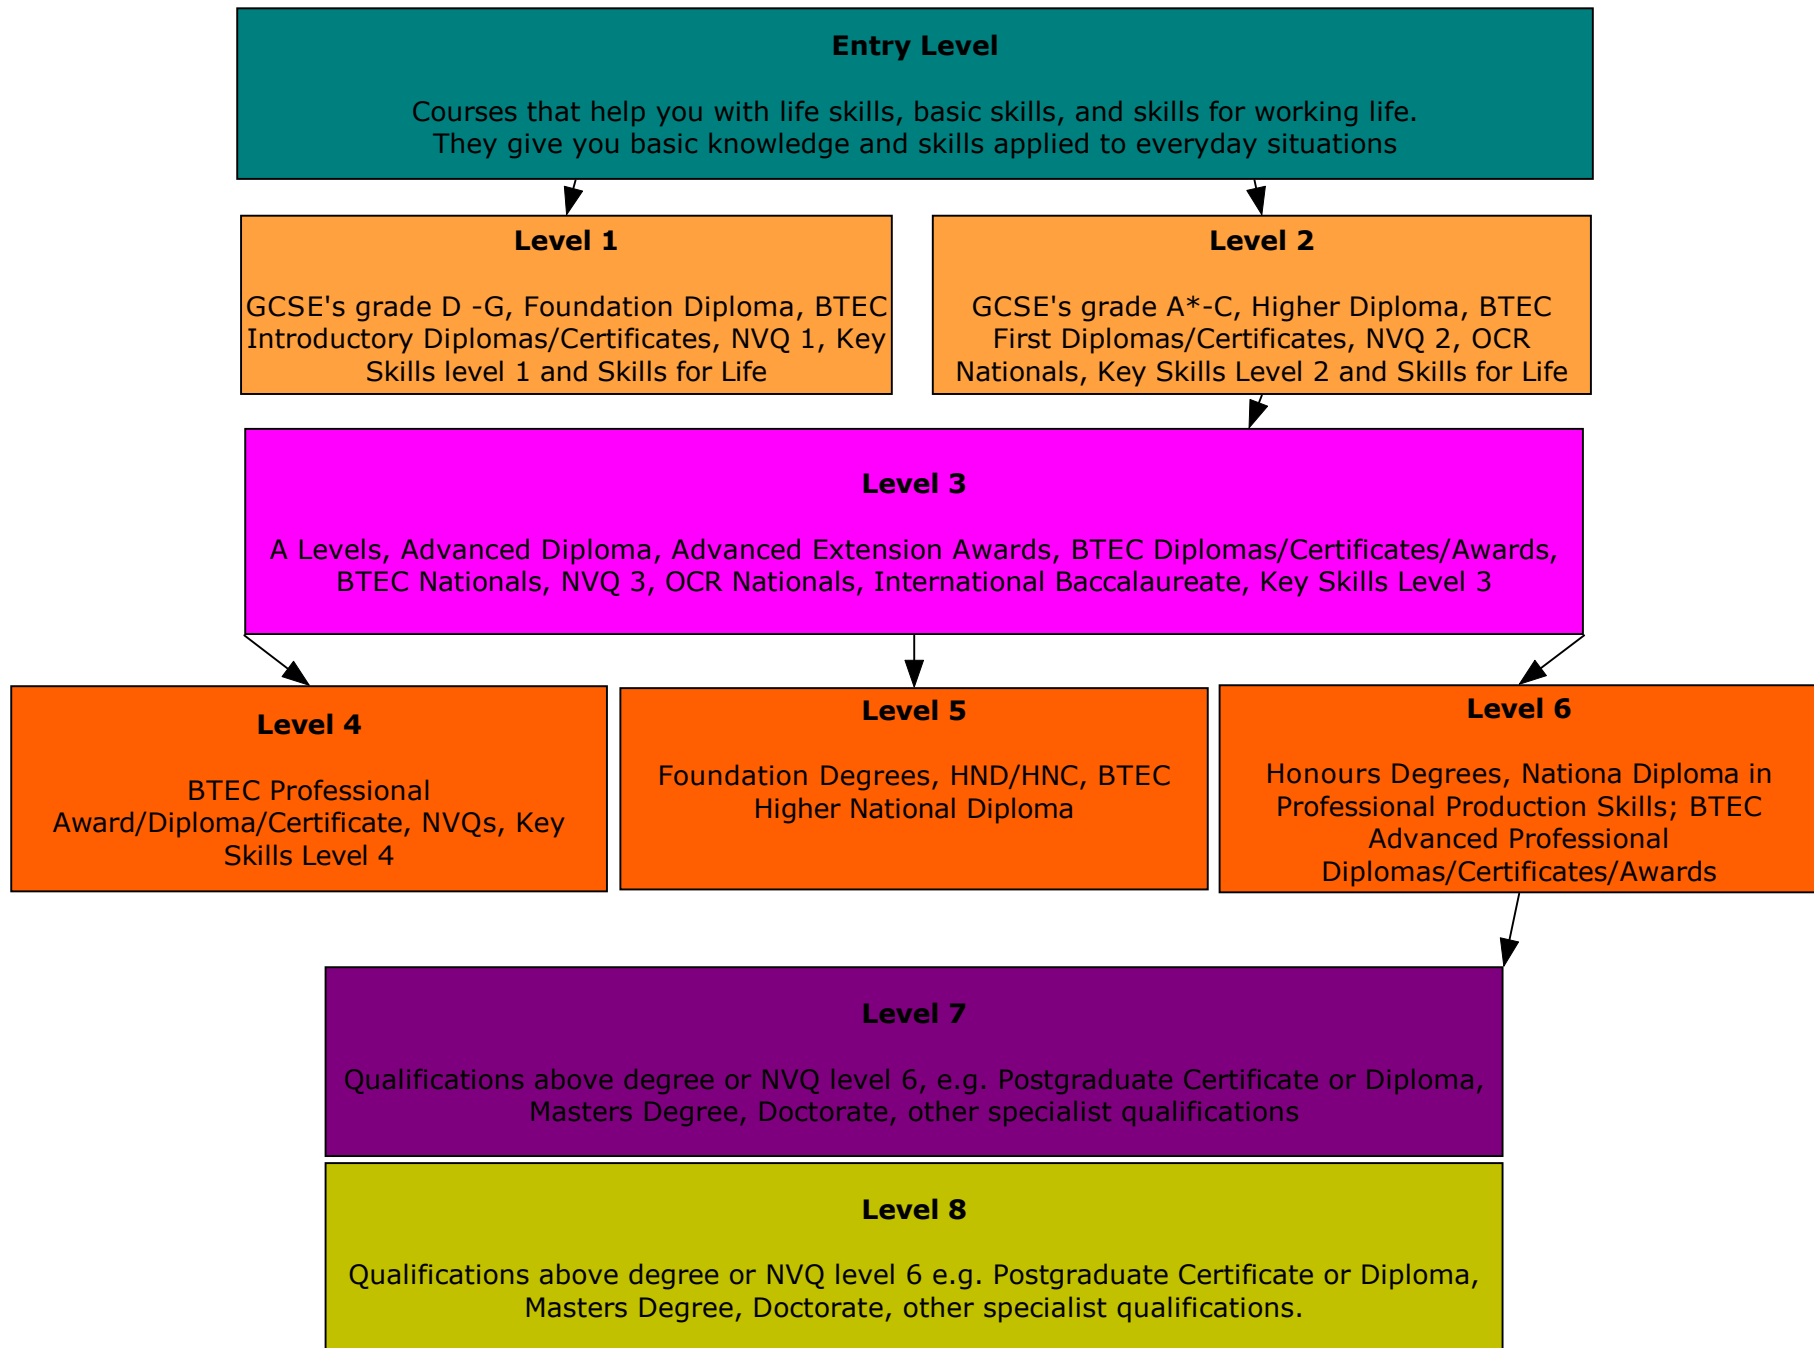 Entry Level
Courses that help you with life skills, basic skills, and skills for working life.
They give you basic knowledge and skills applied to everyday situations
Level 1
GCSE's grade D -G, Foundation Diploma, BTEC
Introductory Diplomas/Certificates, NVQ 1, Key
Skills level 1 and Skills for Life
Level 2
GCSE's grade A*-C, Higher Diploma, BTEC
First Diplomas/Certificates, NVQ 2, OCR
Nationals, Key Skills Level 2 and Skills for Life
Level 3
A Levels, Advanced Diploma, Advanced Extension Awards, BTEC Diplomas/Certificates/Awards,
BTEC Nationals, NVQ 3, OCR Nationals, International Baccalaureate, Key Skills Level 3
Level 4
BTEC Professional
Award/Diploma/Certificate, NVQs, Key
Skills Level 4
Level 5
Foundation Degrees, HND/HNC, BTEC
Higher National Diploma
Level 6
Honours Degrees, Nationa Diploma in
Professional Production Skills; BTEC
Advanced Professional
Diplomas/Certificates/Awards
Level 7
Qualifications above degree or NVQ level 6, e.g. Postgraduate Certificate or Diploma,
Masters Degree, Doctorate, other specialist qualifications
Level 8
Qualifications above degree or NVQ level 6 e.g. Postgraduate Certificate or Diploma,
Masters Degree, Doctorate, other specialist qualifications.